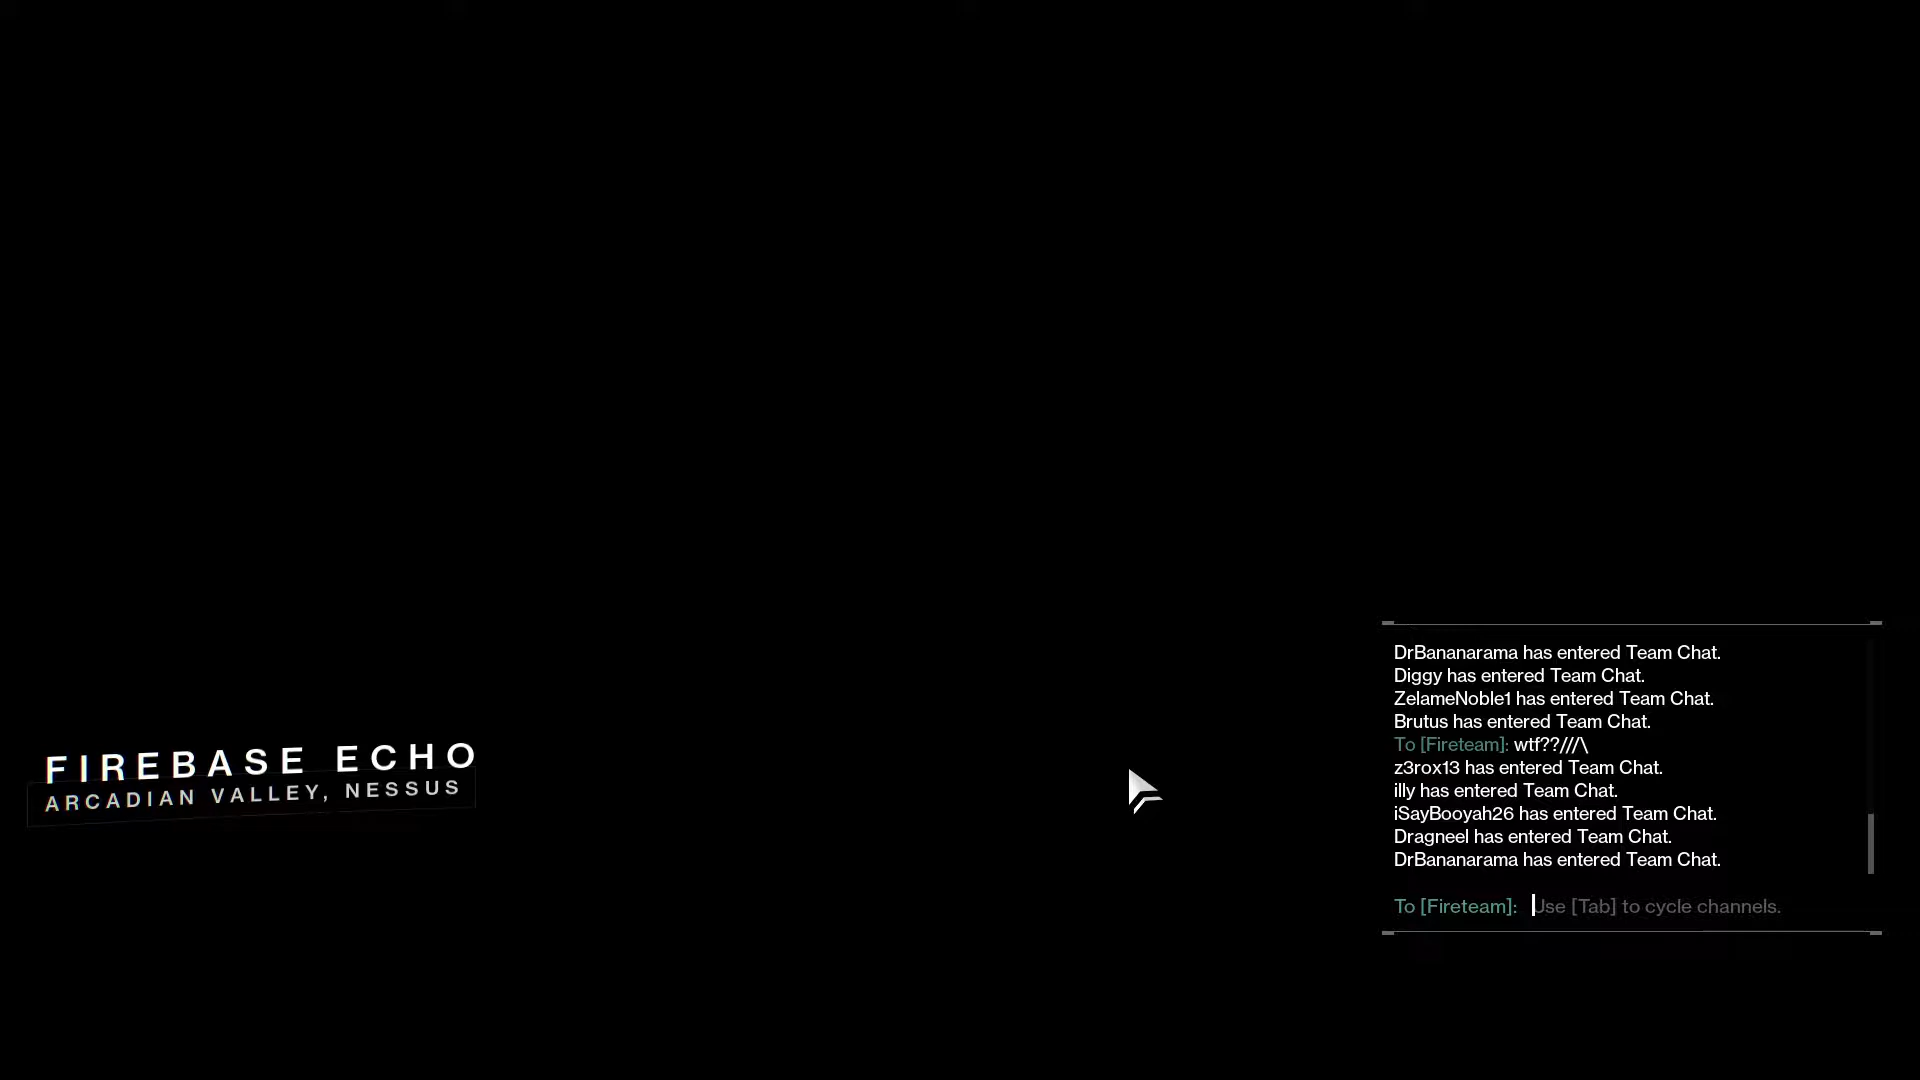 FIREBASE ECHO
ARCADIAN VALLEY, NESSUS
DrBananarama has entered Team Chat.
Diggy has entered Team Chat.
ZelameNoble1 has entered Team Chat.
Brutus has entered Team Chat.
To [Fireteam]: wtf??///\
z3rox13 has entered Team Chat.
illy has entered Team Chat.
iSayBooyah26 has entered Team Chat.
Dragneel has entered Team Chat.
DrBananarama has entered Team Chat.
To [Fireteam]: Use [Tab] to cycle channels.